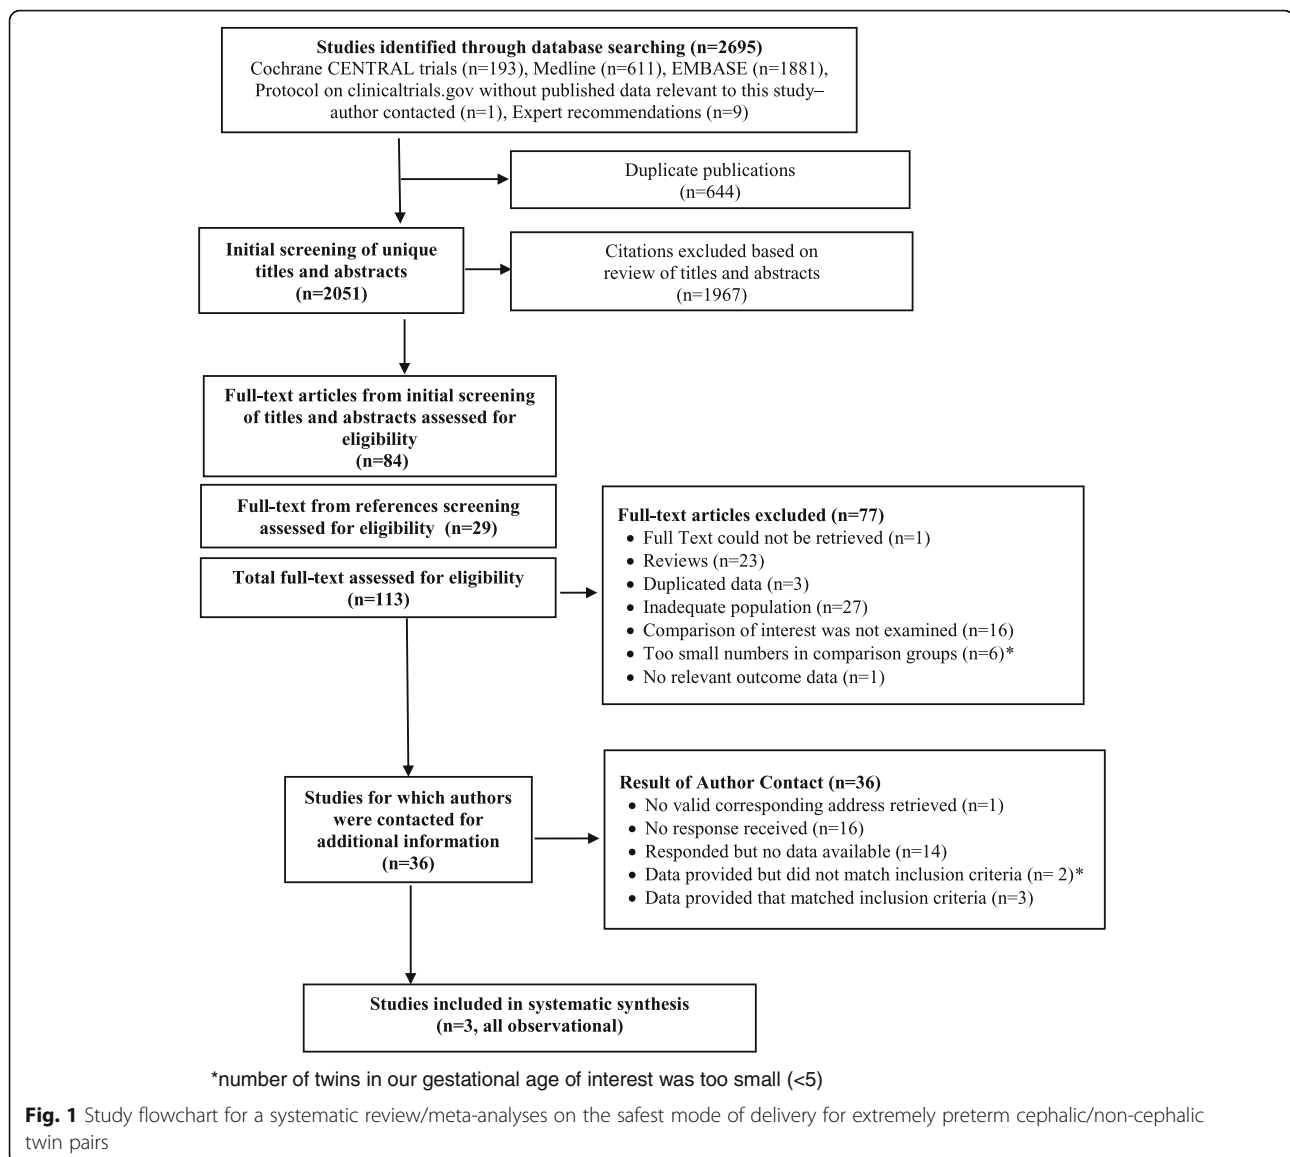 Studies identified through database searching (n=2695)
Cochrane CENTRAL trials (n=193), Medline (n=611), EMBASE (n=1881),
Protocol on clinicaltrials.gov without published data relevant to this study–
author contacted (n=1), Expert recommendations (n=9)
Duplicate publications
(n=644)
Initial screening of unique
titles and abstracts
(n=2051)
Citations excluded based on
review of titles and abstracts
(n=1967)
Full-text articles from initial screening
of titles and abstracts assessed for
eligibility
(n=84)
Full-text from references screening
assessed for eligibility (n=29)
Total full-text assessed for eligibility
(n=113)
Full-text articles excluded (n=77)
• Full Text could not be retrieved (n=1)
• Reviews (n=23)
• Duplicated data (n=3)
• Inadequate population (n=27)
• Comparison of interest was not examined (n=16)
• Too small numbers in comparison groups (n=6)*
• No relevant outcome data (n=1)
Studies for which authors
were contacted for
additional information
(n=36)
Result of Author Contact (n=36)
• No valid corresponding address retrieved (n=1)
• No response received (n=16)
• Responded but no data available (n=14)
• Data provided but did not match inclusion criteria (n= 2)*
• Data provided that matched inclusion criteria (n=3)
Studies included in systematic synthesis
(n=3, all observational)
*number of twins in our gestational age of interest was too small (<5)
Fig. 1 Study flowchart for a systematic review/meta-analyses on the safest mode of delivery for extremely preterm cephalic/non-cephalic
twin pairs